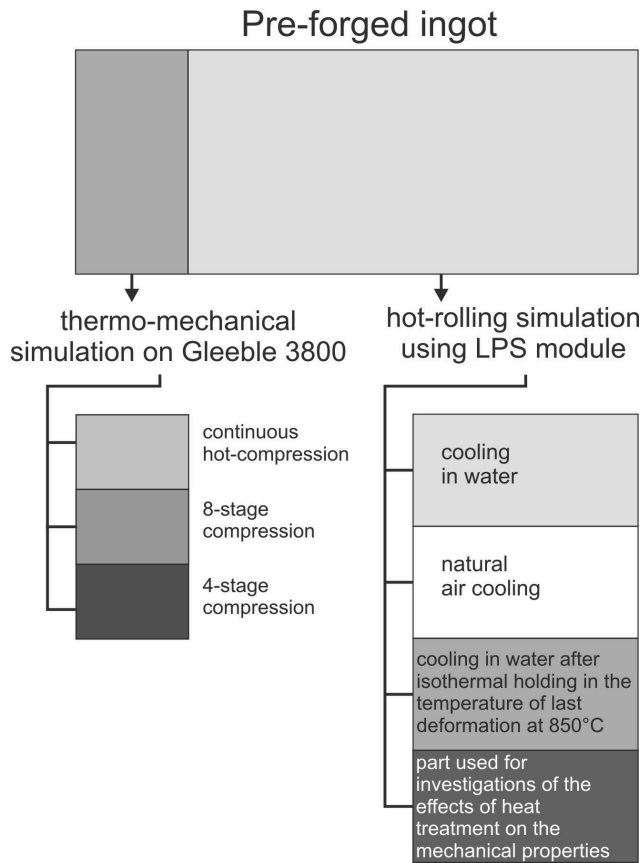 Pre-forged ingot
thermo-mechanical
simulation on Gleeble 3800
continuous
hot-compression
8-stage
compression
4-stage
compression
hot-rolling simulation
using LPS module
cooling
in water
natural
air cooling
cooling in water after
isothermal holding in the
temperature of last
deformation at 850°C
part used for
investigations of the
effects of heat
treatment on the
mechanical properties